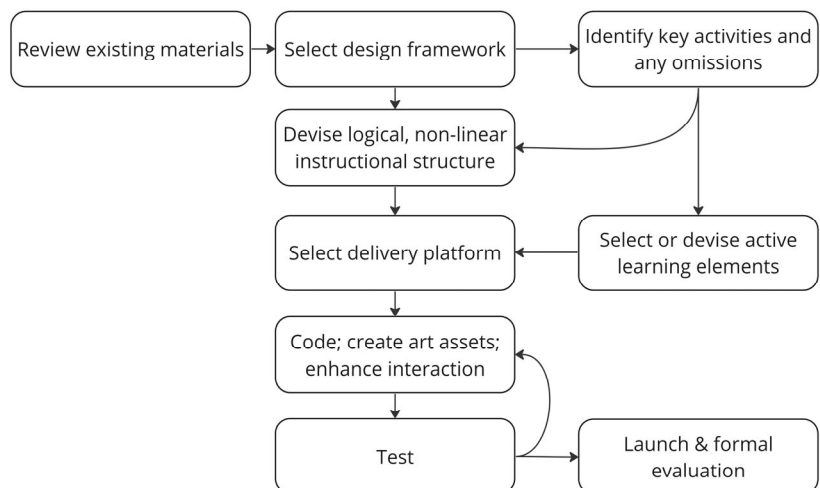 Review existing materials
Select design framework
Identify key activities and
any omissions
Devise logical, non-linear
instructional structure
Select delivery platform
Select or devise active
learning elements
Code; create art assets;
enhance interaction
Test
Launch & formal
evaluation